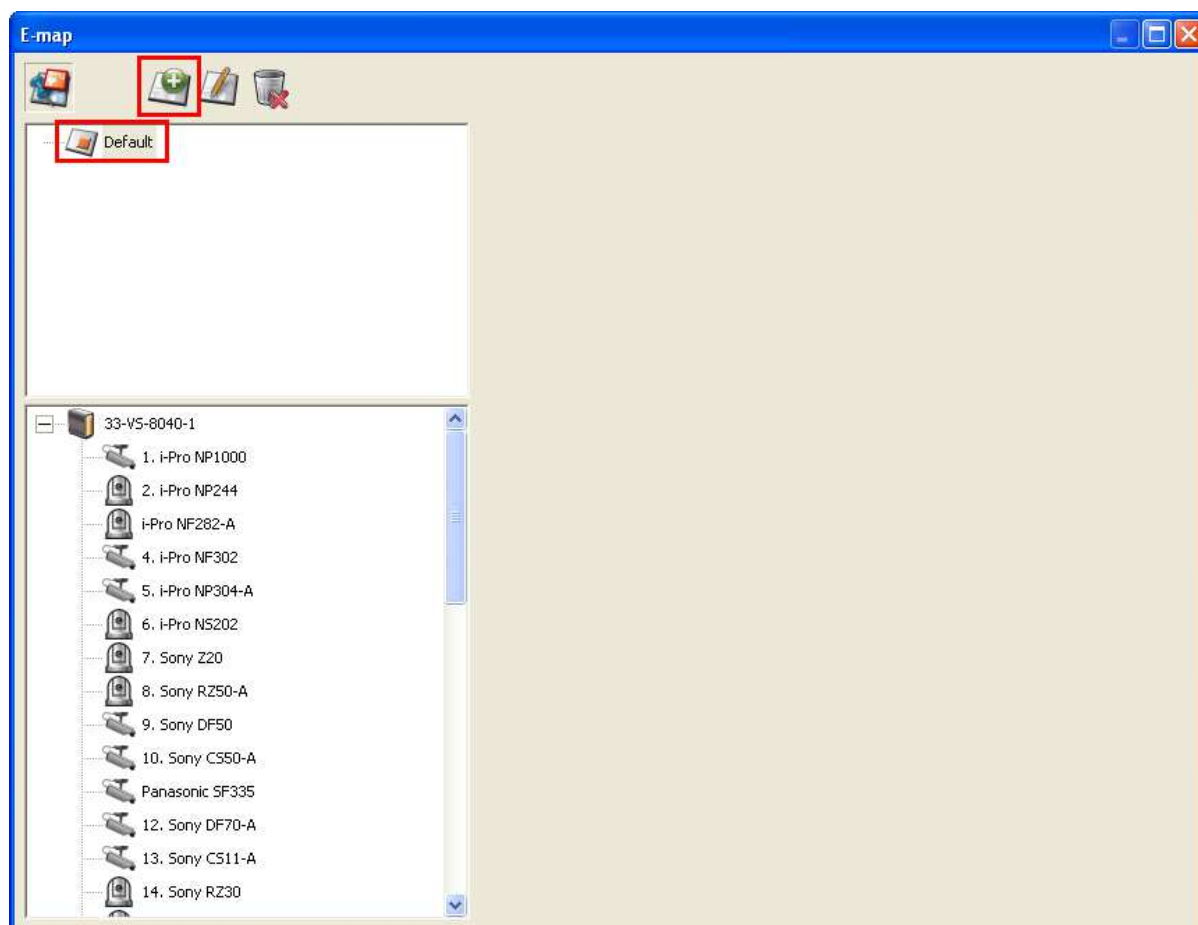 E-map
Default
33-VS-8040-1
1. i-Pro NP1000
2. i-Pro NP244
i-Pro NF282-A
4. i-Pro NF302
5. i-Pro NP304-A
6. i-Pro NS202
7. Sony Z20
8. Sony RZ50-A
9. Sony DF50
10. Sony CS50-A
Panasonic SF335
12. Sony DF70-A
13. Sony CS11-A
14. Sony RZ30